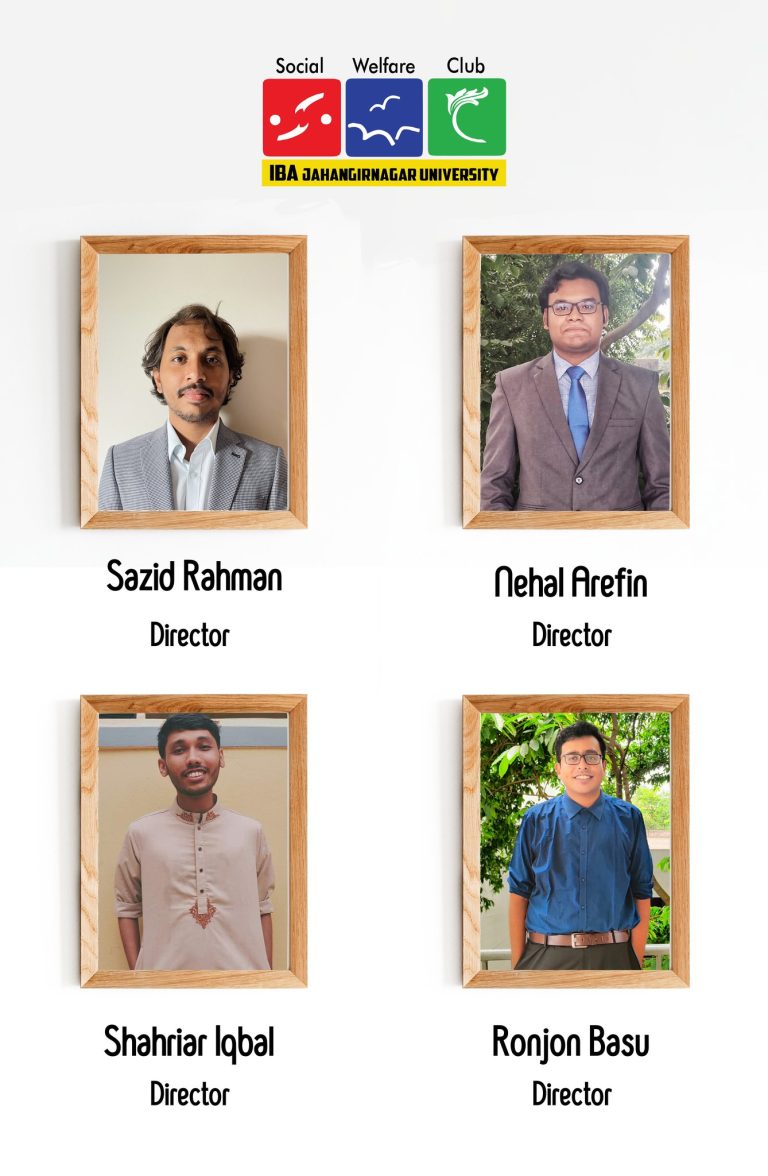 Social Welfare Club
IBA JAHANGIRNAGAR UNIVERSITY
Sazid Rahman
Director
Nehal Arefin
Director
Shahriar Iqbal
Director
Ronjon Basu
Director